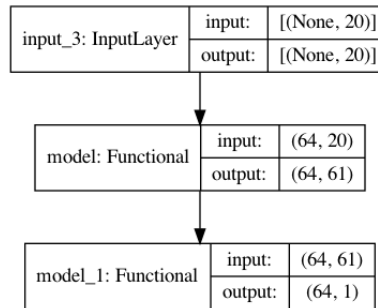 input_3: InputLayer
input: [(None, 20)]
output: [(None, 20)]
model: Functional
input: (64, 20)
output: (64, 61)
model_1: Functional
input: (64, 61)
output: (64, 1)